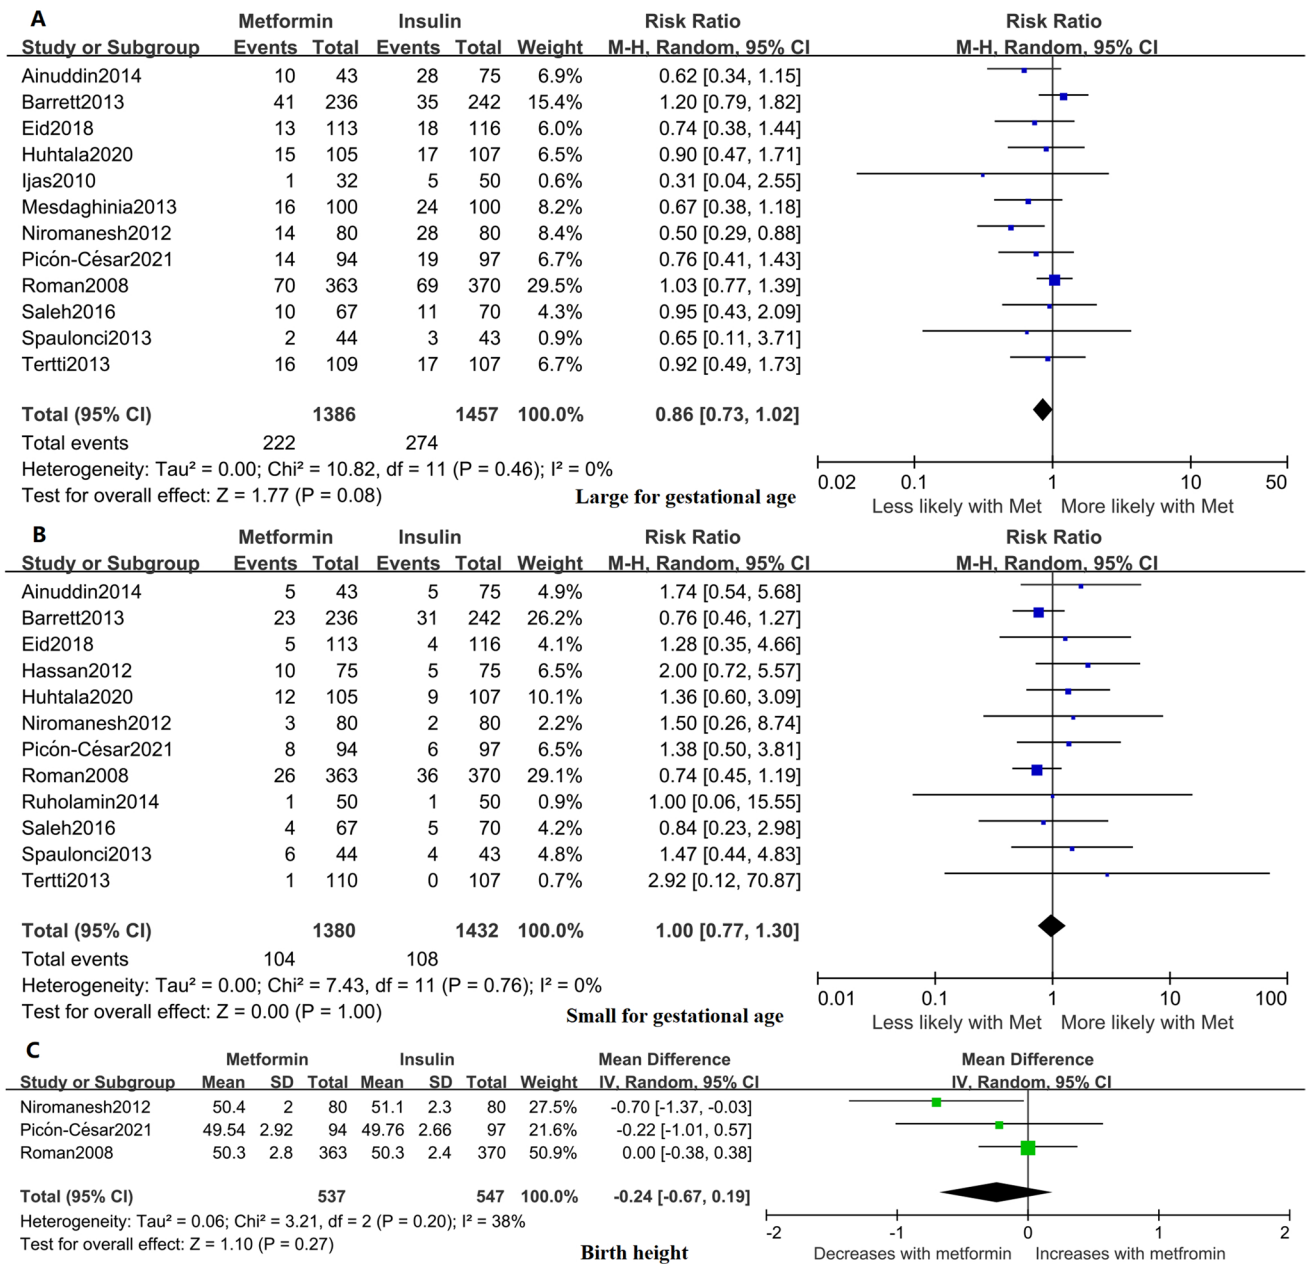 A
Metformin Insulin Risk Ratio Risk Ratio
Study or Subgroup Events Total Events Total Weight M-H, Random, 95% CI M-H, Random, 95% CI
Ainuddin2014 10 43 28 75 6.9% 0.62 [0.34, 1.15]
Barrett2013 41 236 35 242 15.4% 1.20 [0.79, 1.82]
Eid2018 13 113 18 116 6.0% 0.74 [0.38, 1.44]
Huhtala2020 15 105 17 107 6.5% 0.90 [0.47, 1.71]
Ijas2010 1 32 5 50 0.6% 0.31 [0.04, 2.55]
Mesdaghinia2013 16 100 24 100 8.2% 0.67 [0.38, 1.18]
Niromanesh2012 14 80 28 80 8.4% 0.50 [0.29, 0.88]
Picón-César2021 14 94 19 97 6.7% 0.76 [0.41, 1.43]
Roman2008 70 363 69 370 29.5% 1.03 [0.77, 1.39]
Saleh2016 10 67 11 70 4.3% 0.95 [0.43, 2.09]
Spaulonci2013 2 44 3 43 0.9% 0.65 [0.11, 3.71]
Tertti2013 16 109 17 107 6.7% 0.92 [0.49, 1.73]
Total (95% CI) 1386 1457 100.0% 0.86 [0.73, 1.02]
Total events 222 274
Heterogeneity: Tau² = 0.00; Chi² = 10.82, df = 11 (P = 0.46); I² = 0%
Test for overall effect: Z = 1.77 (P = 0.08)
Large for gestational age
0.02 0.1 1 10 50
Less likely with Met More likely with Met
B
Metformin Insulin Risk Ratio Risk Ratio
Study or Subgroup Events Total Events Total Weight M-H, Random, 95% CI M-H, Random, 95% CI
Ainuddin2014 5 43 5 75 4.9% 1.74 [0.54, 5.68]
Barrett2013 23 236 31 242 26.2% 0.76 [0.46, 1.27]
Eid2018 5 113 4 116 4.1% 1.28 [0.35, 4.66]
Hassan2012 10 75 5 75 6.5% 2.00 [0.72, 5.57]
Huhtala2020 12 105 9 107 10.1% 1.36 [0.60, 3.09]
Niromanesh2012 3 80 2 80 2.2% 1.50 [0.26, 8.74]
Picón-César2021 8 94 6 97 6.5% 1.38 [0.50, 3.81]
Roman2008 26 363 36 370 29.1% 0.74 [0.45, 1.19]
Ruholamin2014 1 50 1 50 0.9% 1.00 [0.06, 15.55]
Saleh2016 4 67 5 70 4.2% 0.84 [0.23, 2.98]
Spaulonci2013 6 44 4 43 4.8% 1.47 [0.44, 4.83]
Tertti2013 1 110 0 107 0.7% 2.92 [0.12, 70.87]
Total (95% CI) 1380 1432 100.0% 1.00 [0.77, 1.30]
Total events 104 108
Heterogeneity: Tau² = 0.00; Chi² = 7.43, df = 11 (P = 0.76); I² = 0%
Test for overall effect: Z = 0.00 (P = 1.00)
Small for gestational age
0.01 0.1 1 10 100
Less likely with Met More likely with Met
C
Metformin Insulin Mean Difference Mean Difference
Study or Subgroup Mean SD Total Mean SD Total Weight IV, Random, 95% CI IV, Random, 95% CI
Niromanesh2012 50.4 2 80 51.1 2.3 80 27.5% -0.70 [-1.37, -0.03]
Picón-César2021 49.54 2.92 94 49.76 2.66 97 21.6% -0.22 [-1.01, 0.57]
Roman2008 50.3 2.8 363 50.3 2.4 370 50.9% 0.00 [-0.38, 0.38]
Total (95% CI) 537 547 100.0% -0.24 [-0.67, 0.19]
Heterogeneity: Tau² = 0.06; Chi² = 3.21, df = 2 (P = 0.20); I² = 38%
Test for overall effect: Z = 1.10 (P = 0.27)
Birth height
-2 -1 0 1 2
Decreases with metformin Increases with metfromin